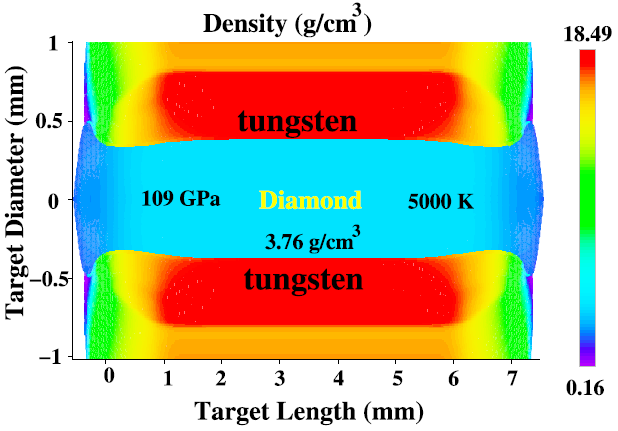 Density (g/cm³)
18.49
Target Diameter (mm)
1
0.5
0
−0.5
−1
tungsten
109 GPa
Diamond
5000 K
3.76 g/cm³
tungsten
0 1 2 3 4 5 6 7
0.16
Target Length (mm)